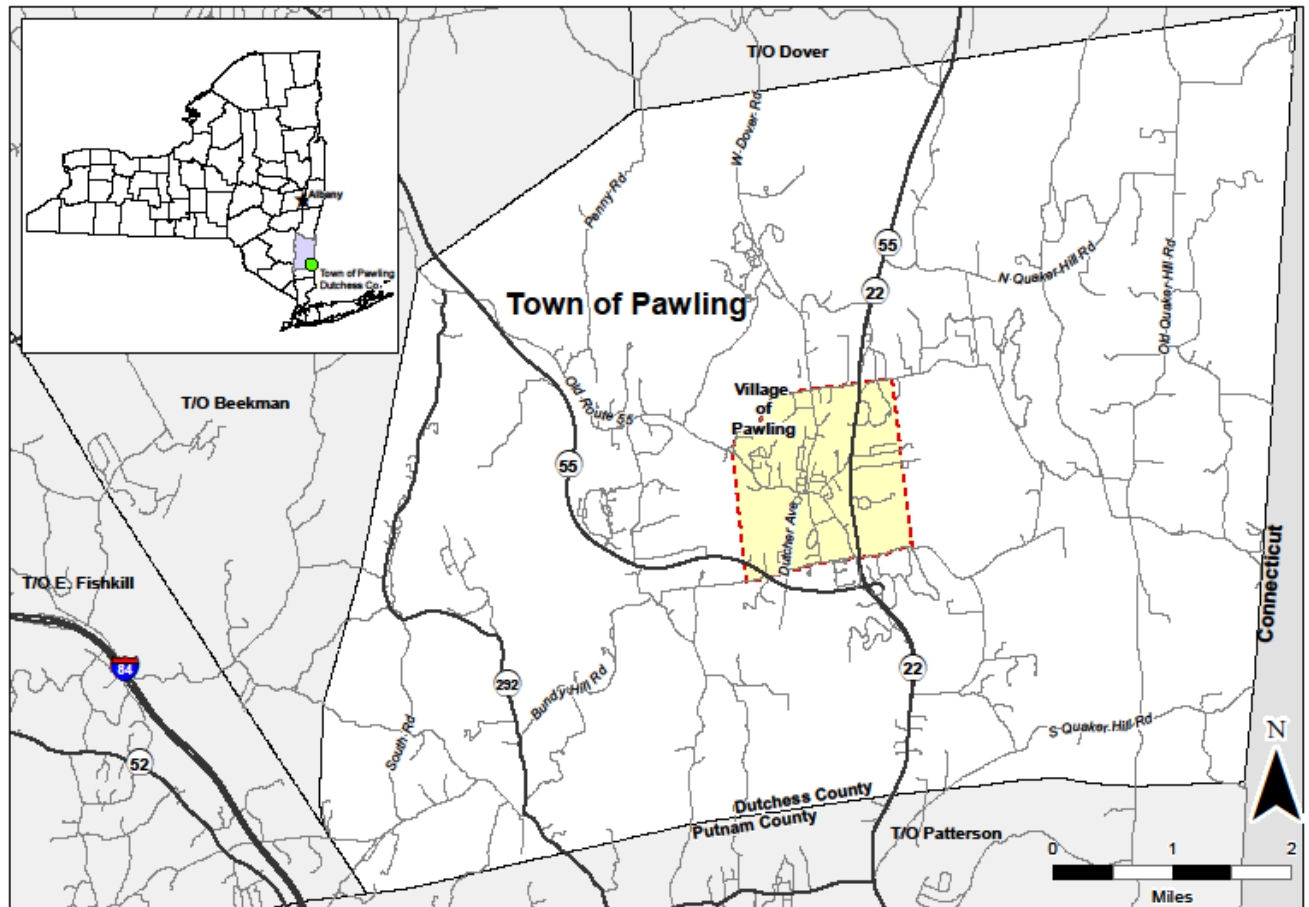 T/O Dover
Albany
Town of Pawling
Dutchess Co.
W Dover Rd
Penny Rd
55
22
N Quaker Hill Rd
Old Quaker Hill Rd
Town of Pawling
Village
of
Pawling
Old Route 55
T/O Beekman
55
Dutcher Ave
T/O E. Fishkill
84
Connecticut
22
292
Bundy Hill Rd
South Rd
S Quaker Hill Rd
52
N
Dutchess County
Putnam County
T/O Patterson
0 1 2
Miles